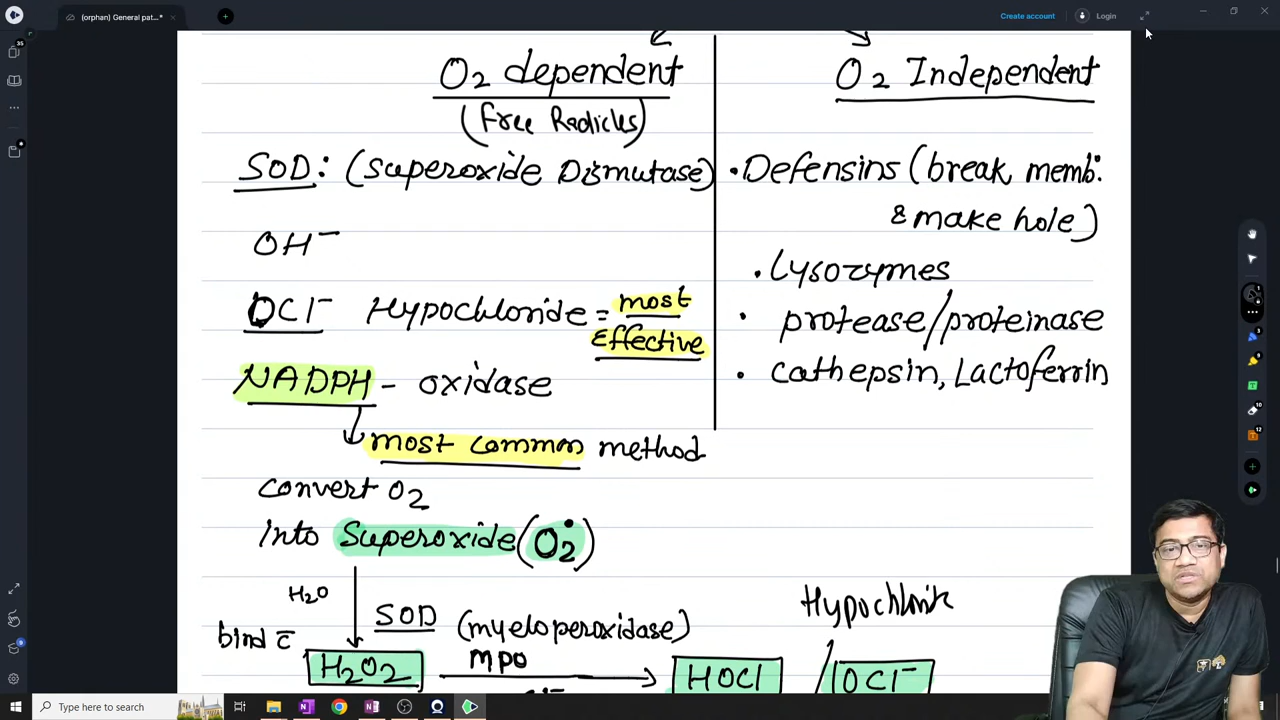 (orphan) General pat...*
Create account
Login
O2 dependent
(free Radicles)
SOD: (superoxide Dismutase)
OH-
OCl- Hypochloride = most
Effective
NADPH - oxidase
most common method
convert O2
into Superoxide (O2•)
H2O
SOD (myeloperoxidase)
bind c̄
MPO
H2O2
HOCl
O2 Independent
• Defensins (break memb:
& make hole)
• Lysozymes
• protease/proteinase
• cathepsin, Lactoferrin
Hypochlorite
OCl-
Type here to search